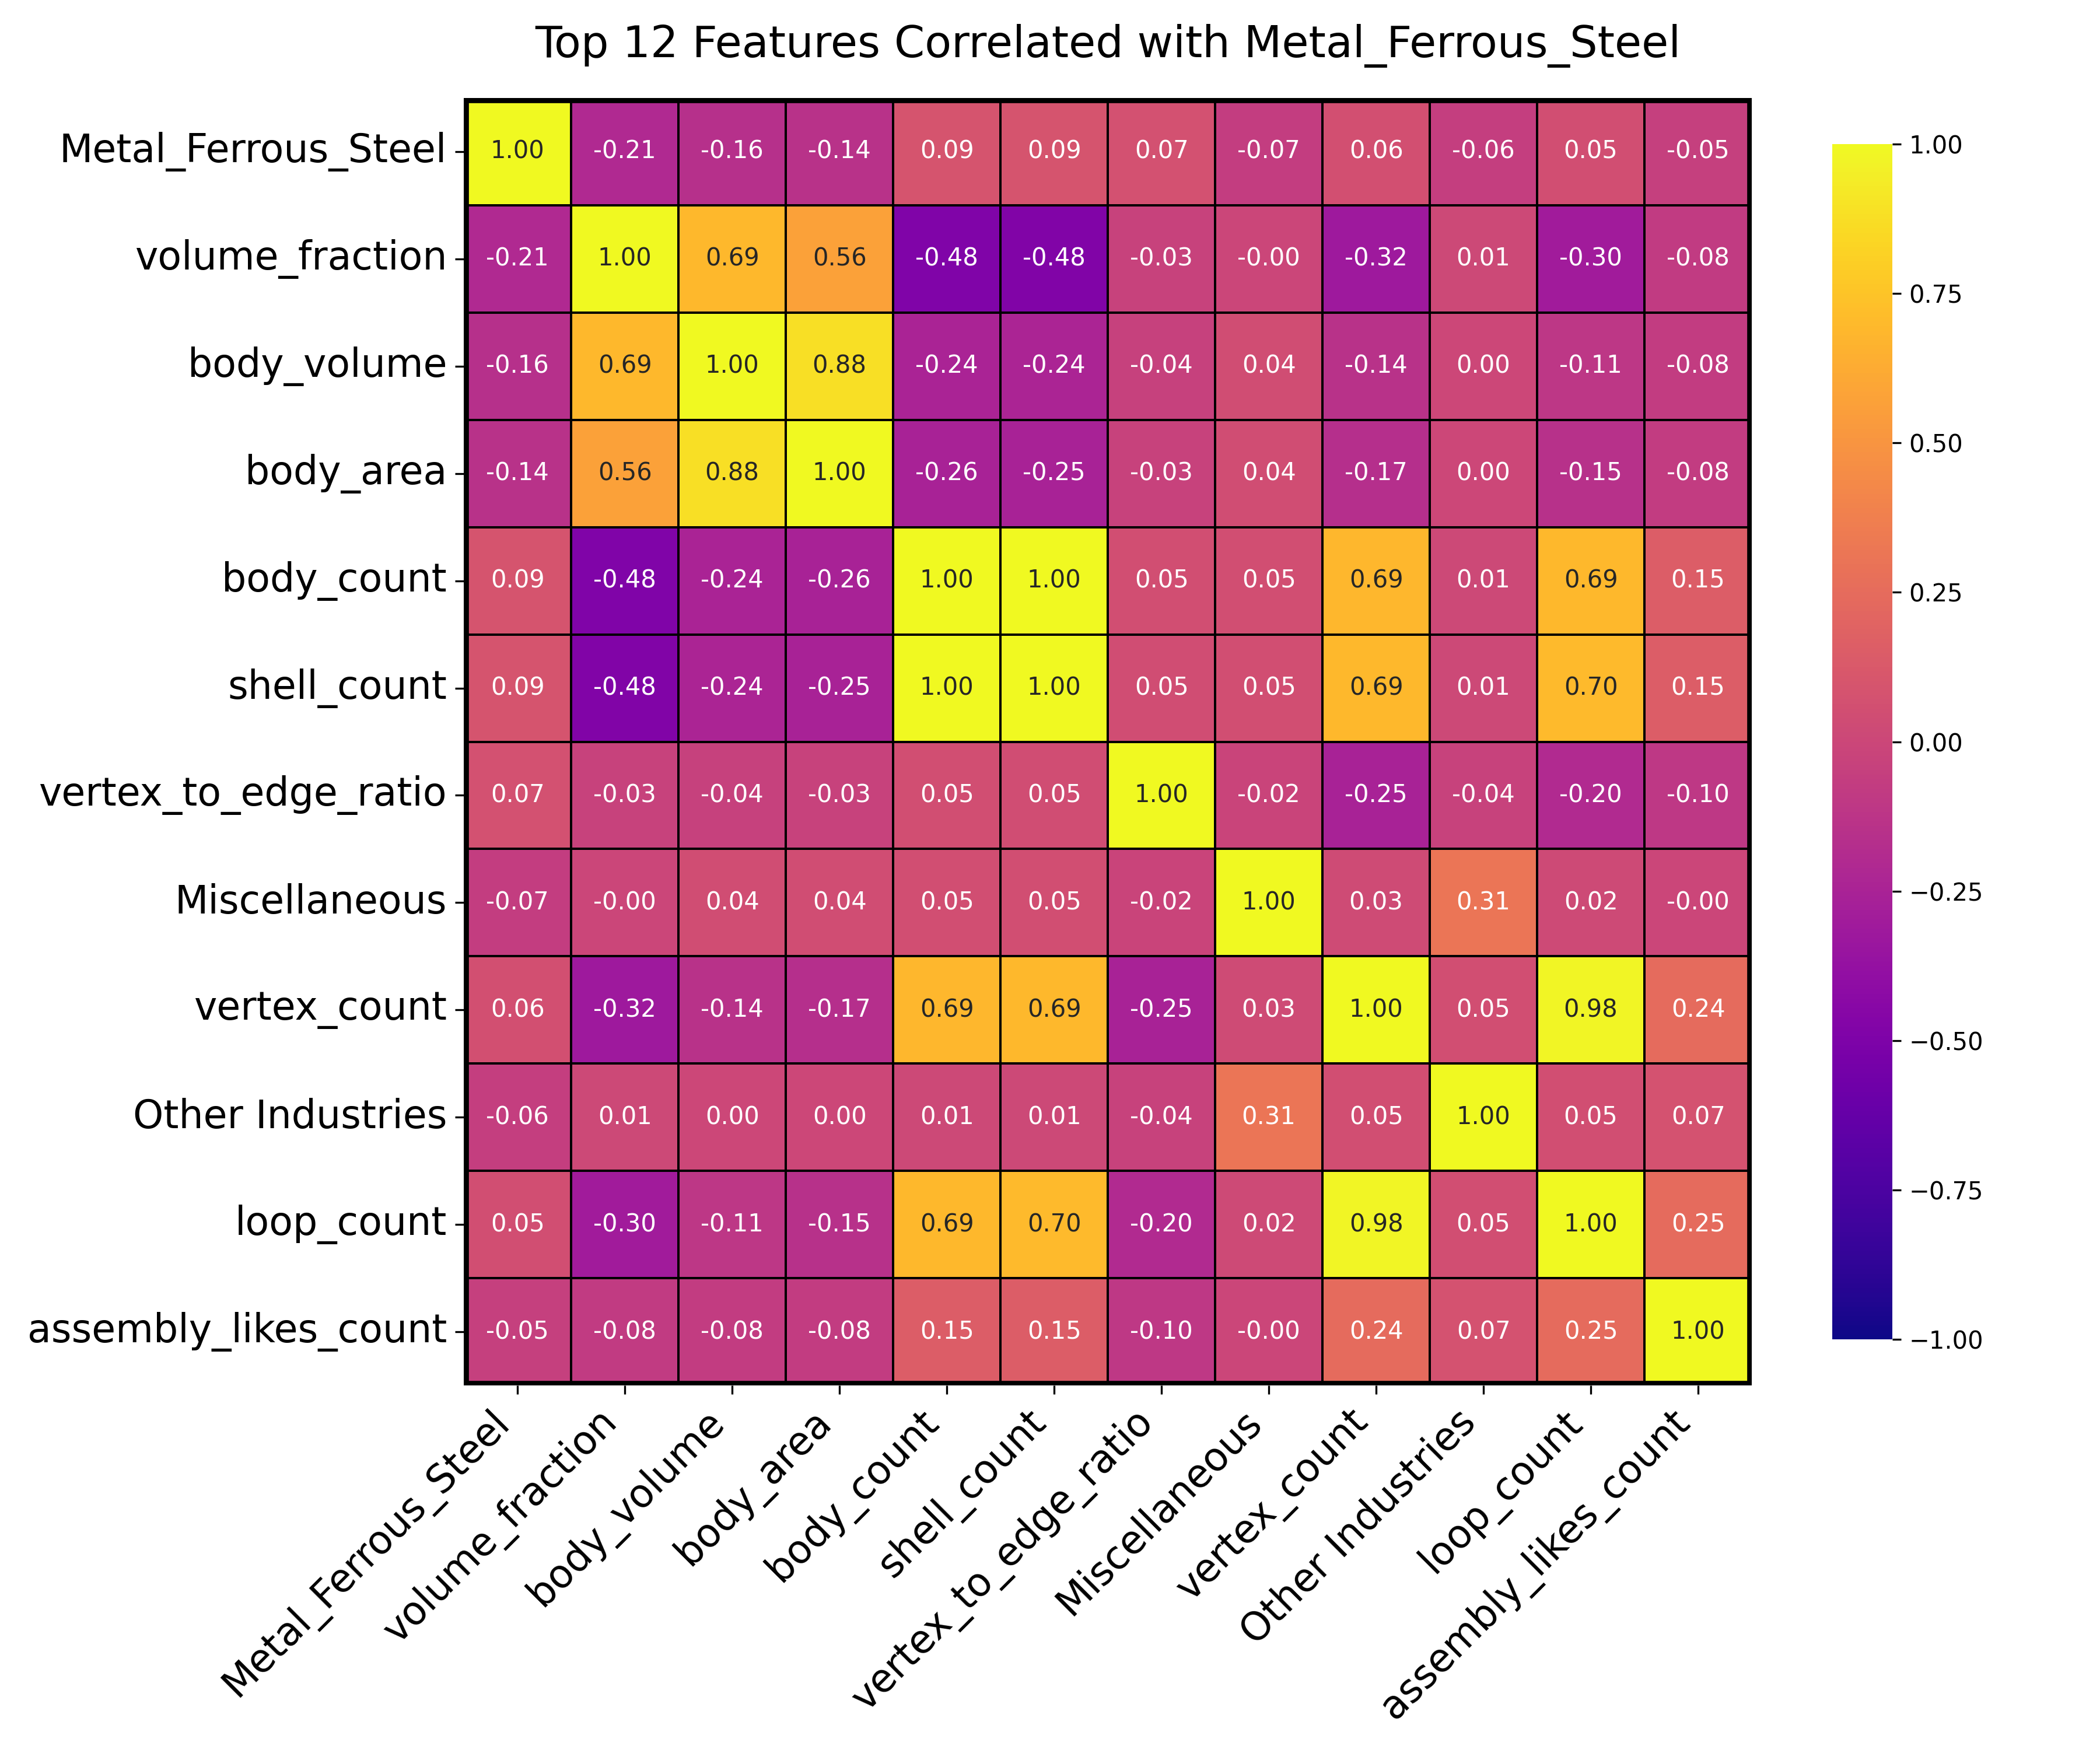 Top 12 Features Correlated with Metal_Ferrous_Steel
Metal_Ferrous_Steel 1.00 -0.21 -0.16 -0.14 0.09 0.09 0.07 -0.07 0.06 -0.06 0.05 -0.05
volume_fraction -0.21 1.00 0.69 0.56 -0.48 -0.48 -0.03 -0.00 -0.32 0.01 -0.30 -0.08
body_volume -0.16 0.69 1.00 0.88 -0.24 -0.24 -0.04 0.04 -0.14 0.00 -0.11 -0.08
body_area -0.14 0.56 0.88 1.00 -0.26 -0.25 -0.03 0.04 -0.17 0.00 -0.15 -0.08
body_count 0.09 -0.48 -0.24 -0.26 1.00 1.00 0.05 0.05 0.69 0.01 0.69 0.15
shell_count 0.09 -0.48 -0.24 -0.25 1.00 1.00 0.05 0.05 0.69 0.01 0.70 0.15
vertex_to_edge_ratio 0.07 -0.03 -0.04 -0.03 0.05 0.05 1.00 -0.02 -0.25 -0.04 -0.20 -0.10
Miscellaneous -0.07 -0.00 0.04 0.04 0.05 0.05 -0.02 1.00 0.03 0.31 0.02 -0.00
vertex_count 0.06 -0.32 -0.14 -0.17 0.69 0.69 -0.25 0.03 1.00 0.05 0.98 0.24
Other Industries -0.06 0.01 0.00 0.00 0.01 0.01 -0.04 0.31 0.05 1.00 0.05 0.07
loop_count 0.05 -0.30 -0.11 -0.15 0.69 0.70 -0.20 0.02 0.98 0.05 1.00 0.25
assembly_likes_count -0.05 -0.08 -0.08 -0.08 0.15 0.15 -0.10 -0.00 0.24 0.07 0.25 1.00
Metal_Ferrous_Steel
volume_fraction
body_volume
body_area
body_count
shell_count
vertex_to_edge_ratio
Miscellaneous
vertex_count
Other Industries
loop_count
assembly_likes_count
1.00
0.75
0.50
0.25
0.00
−0.25
−0.50
−0.75
−1.00